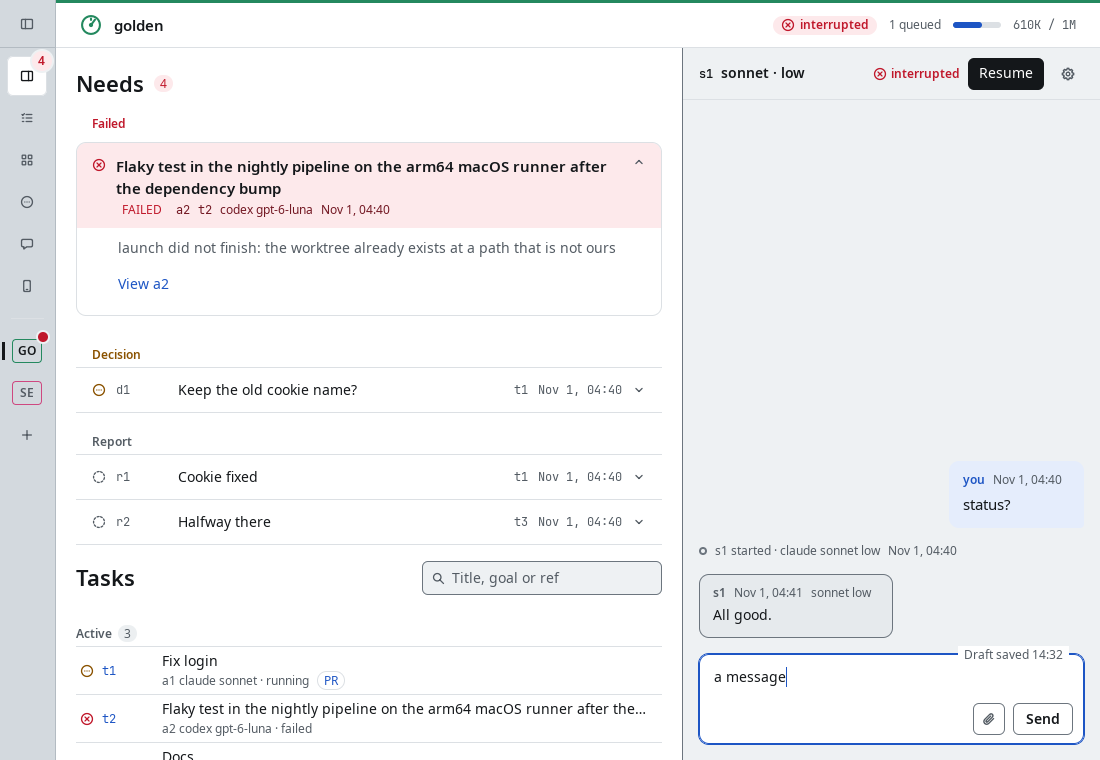 golden
interrupted
1 queued
610K / 1M
4
GO
SE
Needs 4
Failed
Flaky test in the nightly pipeline on the arm64 macOS runner after
the dependency bump
FAILED a2 t2 codex gpt-6-luna Nov 1, 04:40
launch did not finish: the worktree already exists at a path that is not ours
View a2
Decision
d1 Keep the old cookie name? t1 Nov 1, 04:40
Report
r1 Cookie fixed t1 Nov 1, 04:40
r2 Halfway there t3 Nov 1, 04:40
Tasks
Title, goal or ref
Active 3
t1 Fix login
a1 claude sonnet · running PR
t2 Flaky test in the nightly pipeline on the arm64 macOS runner after the…
a2 codex gpt-6-luna · failed
Docs
s1 sonnet · low
interrupted
Resume
you Nov 1, 04:40
status?
s1 started · claude sonnet low Nov 1, 04:40
s1 Nov 1, 04:41 sonnet low
All good.
Draft saved 14:32
a message
Send